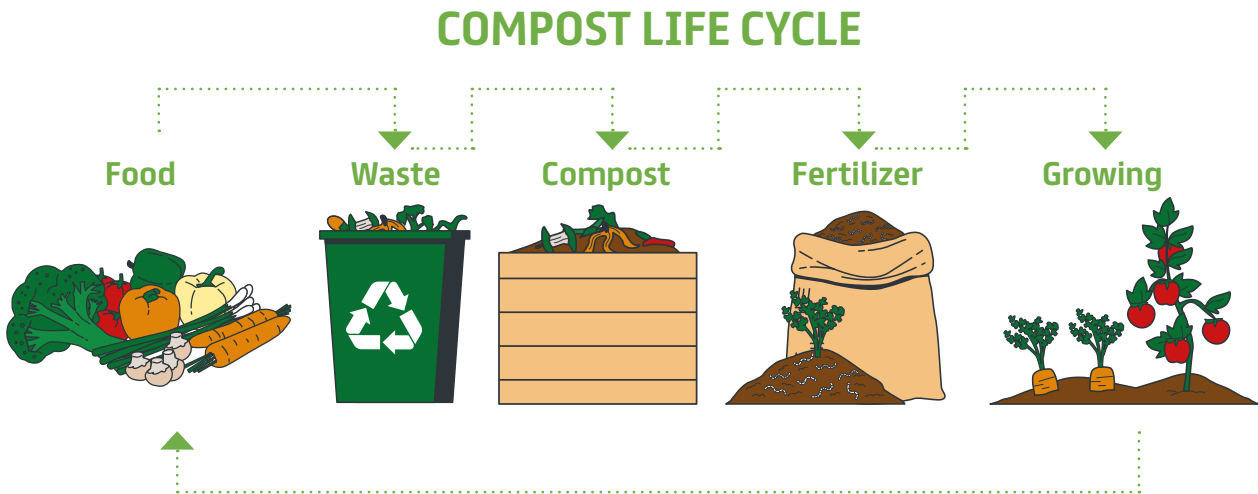 COMPOST LIFE CYCLE
Food
Waste
Compost
Fertilizer
Growing